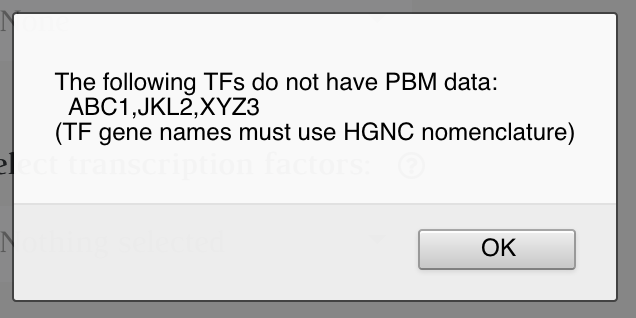 The following TFs do not have PBM data:
ABC1,JKL2,XYZ3
(TF gene names must use HGNC nomenclature)
elect transcription factors:
Nothing selected
OK